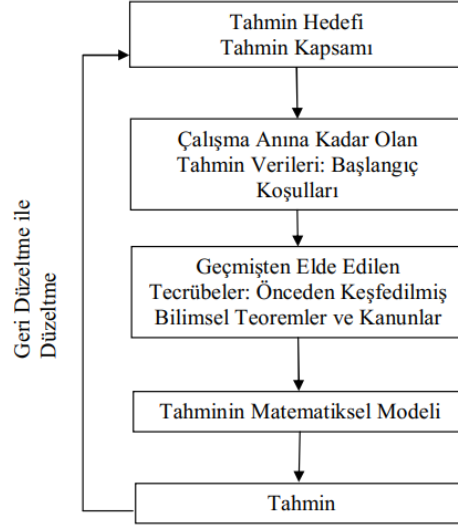 Tahmin Hedefi
Tahmin Kapsamı
Çalışma Anına Kadar Olan
Tahmin Verileri: Başlangıç
Koşulları
Geçmişten Elde Edilen
Tecrübeler: Önceden Keşfedilmiş
Bilimsel Teoremler ve Kanunlar
Tahminin Matematiksel Modeli
Tahmin
Geri Düzeltme ile
Düzeltme